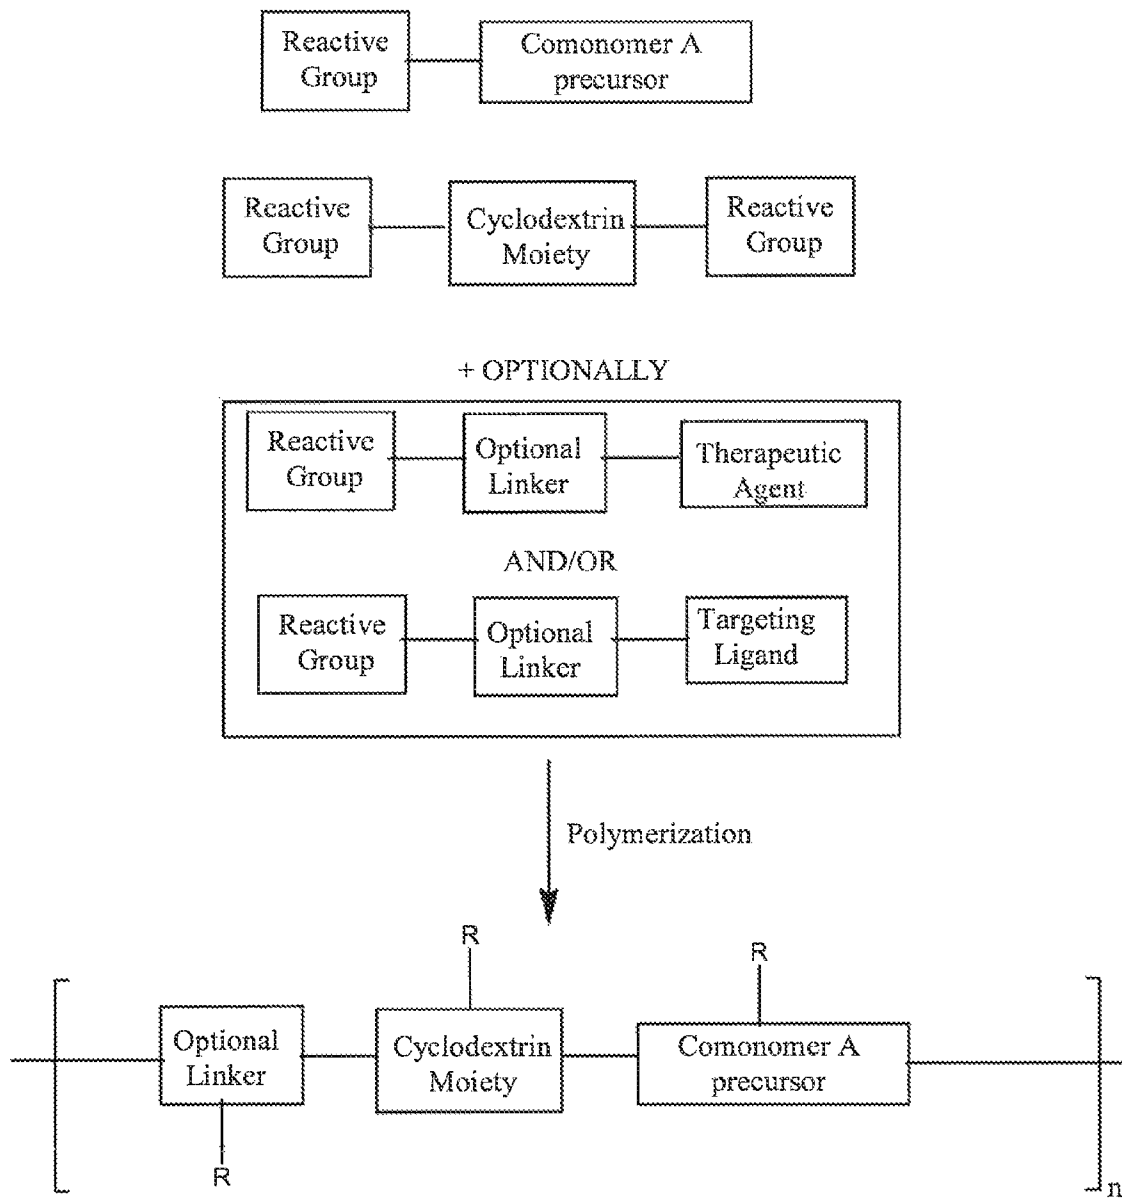 Reactive
Group
Comonomer A
precursor
Reactive
Group
Cyclodextrin
Moiety
Reactive
Group
+ OPTIONALLY
Reactive
Group
Optional
Linker
Therapeutic
Agent
AND/OR
Reactive
Group
Optional
Linker
Targeting
Ligand
Polymerization
R
R
Optional
Linker
Cyclodextrin
Moiety
Comonomer A
precursor
R
n